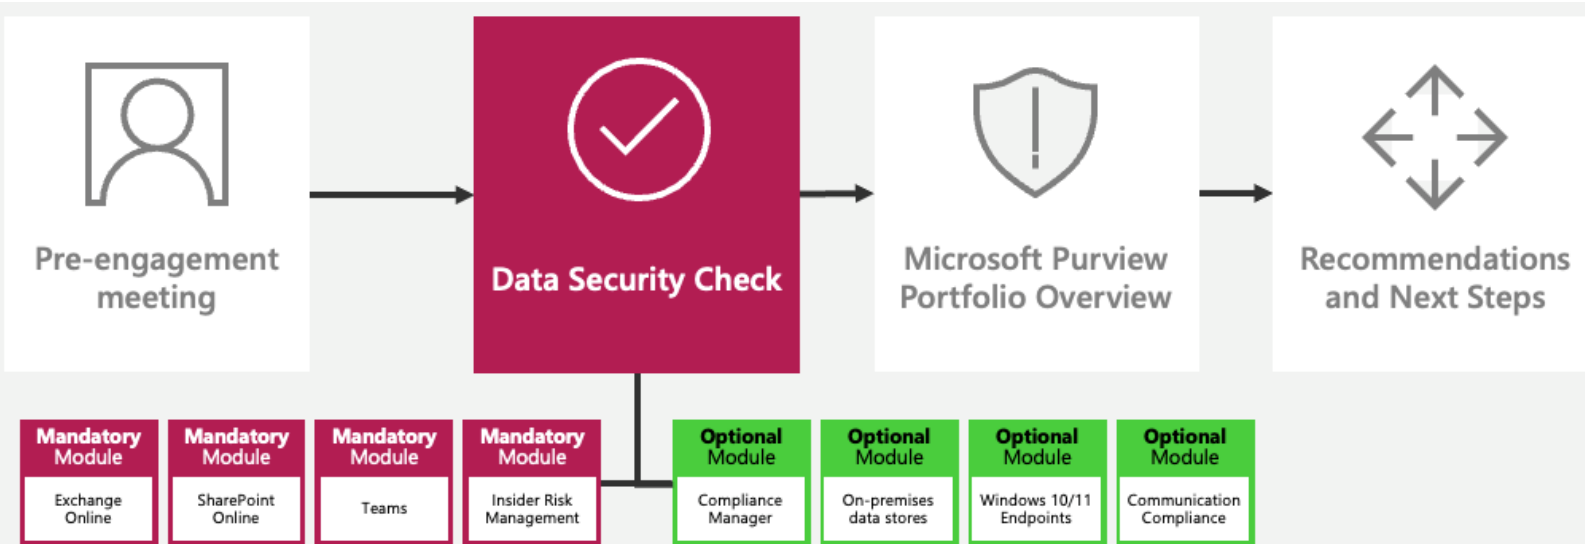 Pre-engagement
meeting
Data Security Check
Microsoft Purview
Portfolio Overview
Recommendations
and Next Steps
Mandatory
Module
Exchange
Online
Mandatory
Module
SharePoint
Online
Mandatory
Module
Teams
Mandatory
Module
Insider Risk
Management
Optional
Module
Compliance
Manager
Optional
Module
On-premises
data stores
Optional
Module
Windows 10/11
Endpoints
Optional
Module
Communication
Compliance